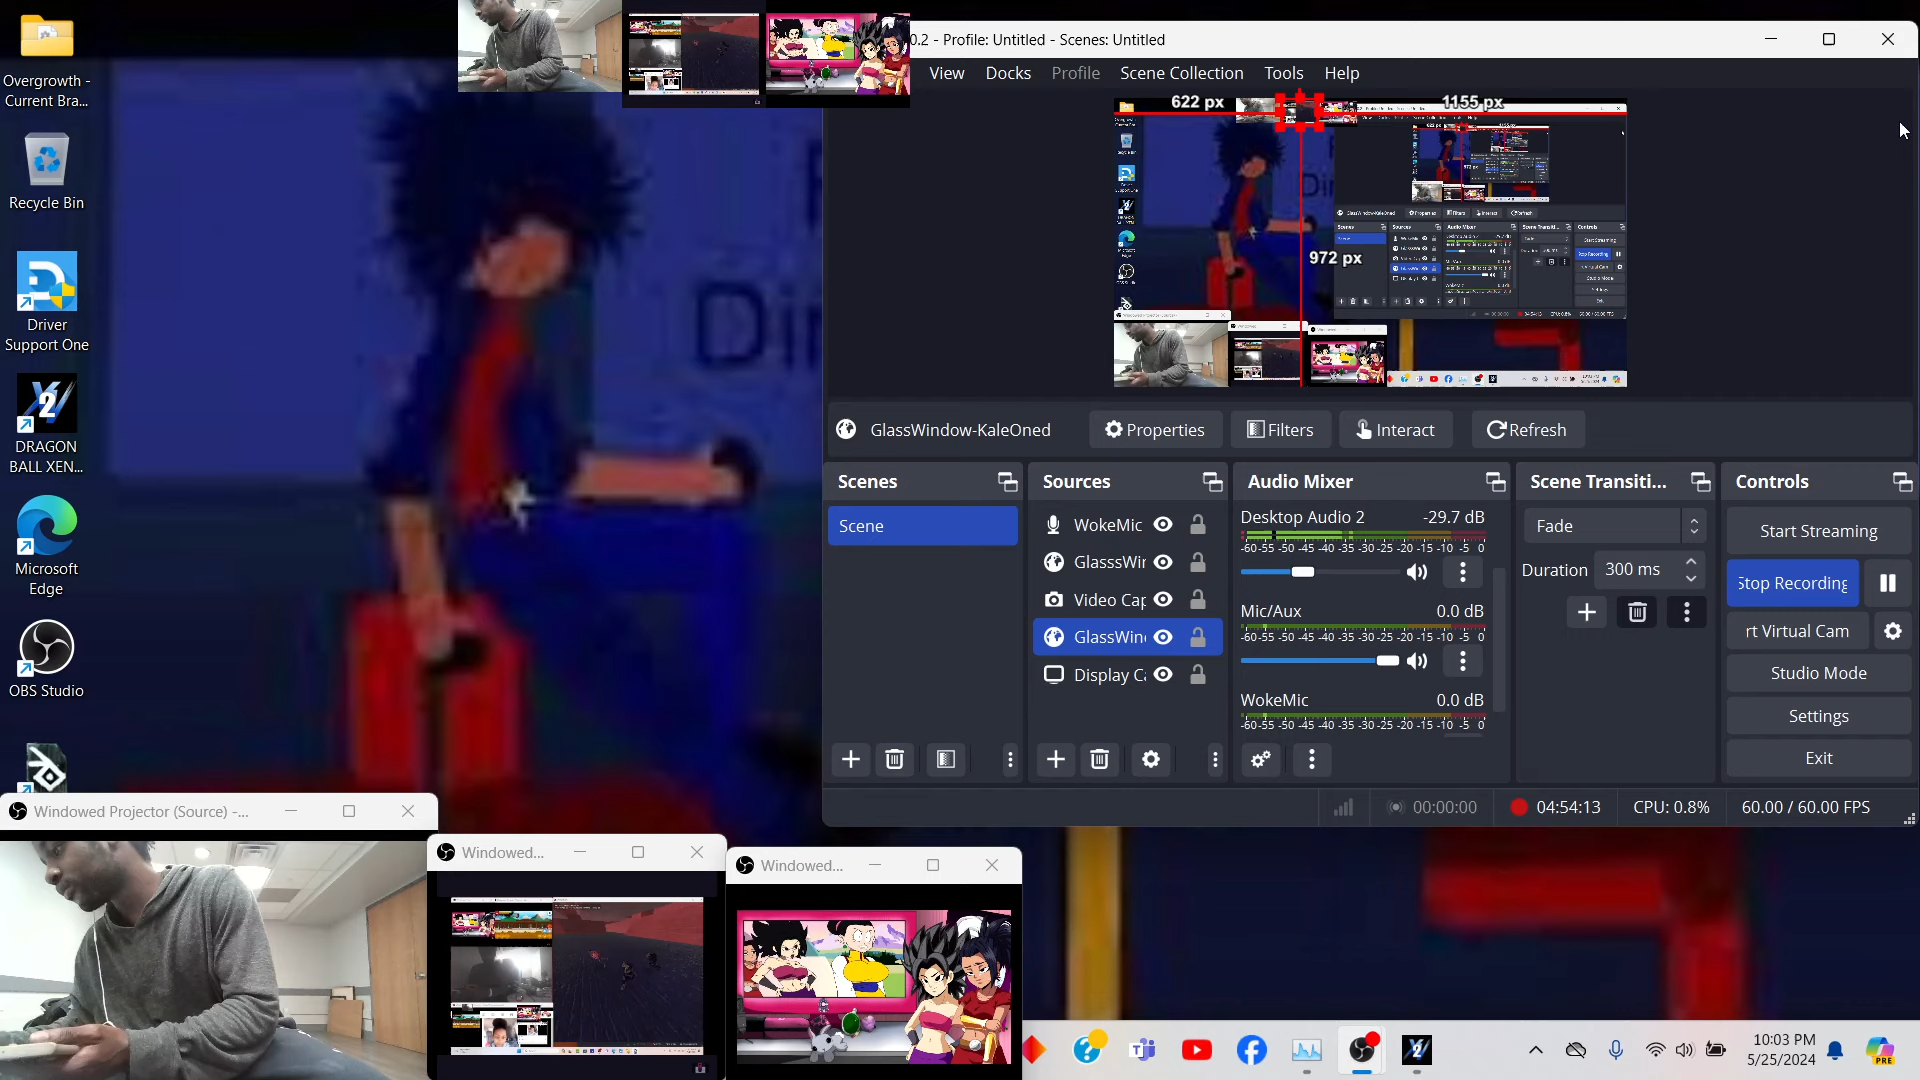 Overgrowth -
Current Bra...
Recycle Bin
Driver
Support One
DRAGON
BALL XEN...
Microsoft
Edge
OBS Studio
0.2 - Profile: Untitled - Scenes: Untitled
View Docks Profile Scene Collection Tools Help
622 px
1155 px
972 px
GlassWindow-KaleOned
Properties
Filters
Interact
Refresh
Scenes
Scene
Sources
WokeMic
GlasssWir
Video Cap
GlassWin
Display Ca
Audio Mixer
Desktop Audio 2 -29.7 dB
-60 -55 -50 -45 -40 -35 -30 -25 -20 -15 -10 -5 0
Mic/Aux 0.0 dB
-60 -55 -50 -45 -40 -35 -30 -25 -20 -15 -10 -5 0
WokeMic 0.0 dB
-60 -55 -50 -45 -40 -35 -30 -25 -20 -15 -10 -5 0
Scene Transiti...
Fade
Duration 300 ms
Controls
Start Streaming
Stop Recording
rt Virtual Cam
Studio Mode
Settings
Exit
00:00:00
04:54:13
CPU: 0.8%
60.00 / 60.00 FPS
Windowed Projector (Source) -...
Windowed...
Windowed...
10:03 PM
5/25/2024
PRE